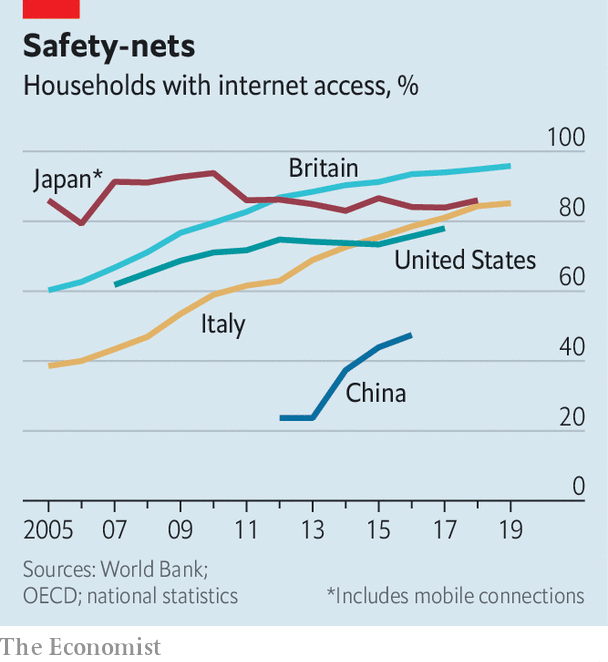 Safety-nets
Households with internet access, %
100
Japan*
Britain
80
United States
60
Italy
40
China
20
0
2005 07 09 11 13 15 17 19
Sources: World Bank;
OECD; national statistics
*Includes mobile connections
The Economist